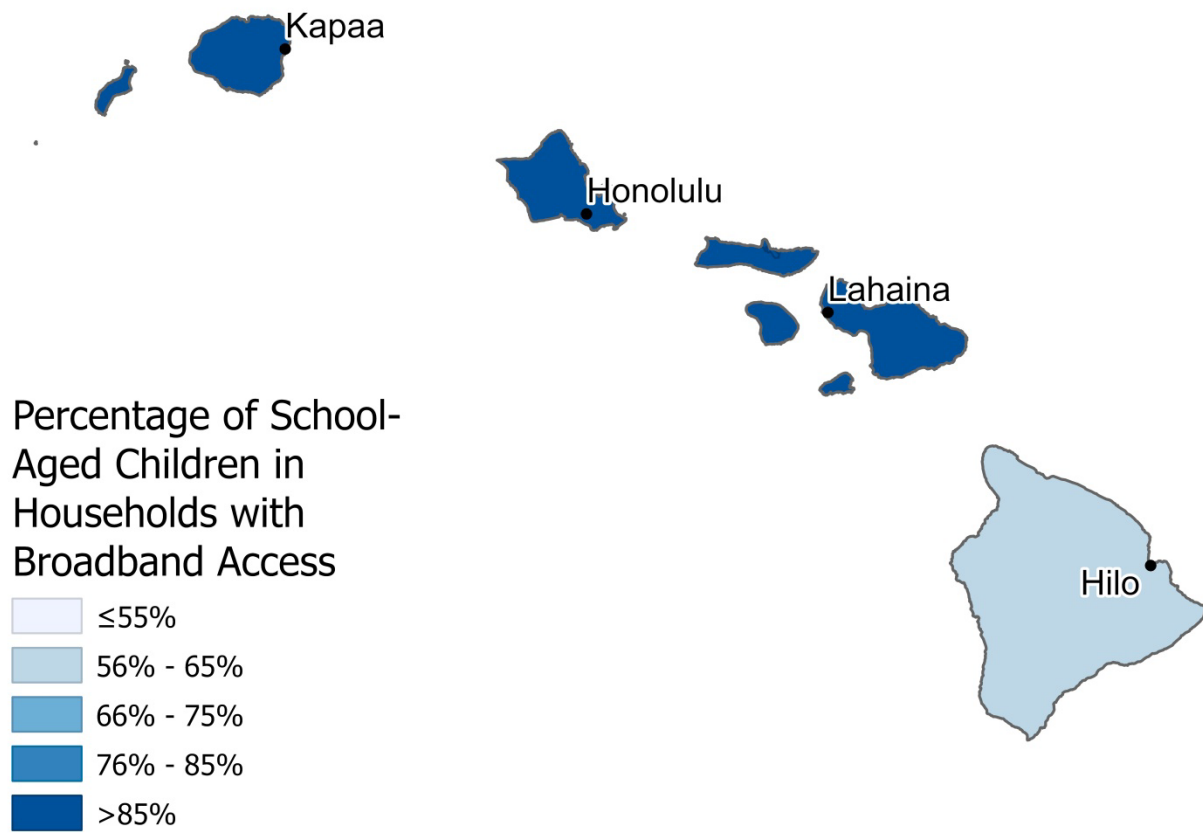 Kapaa
Honolulu
Lahaina
Hilo
Percentage of School-
Aged Children in
Households with
Broadband Access
≤55%
56% - 65%
66% - 75%
76% - 85%
>85%